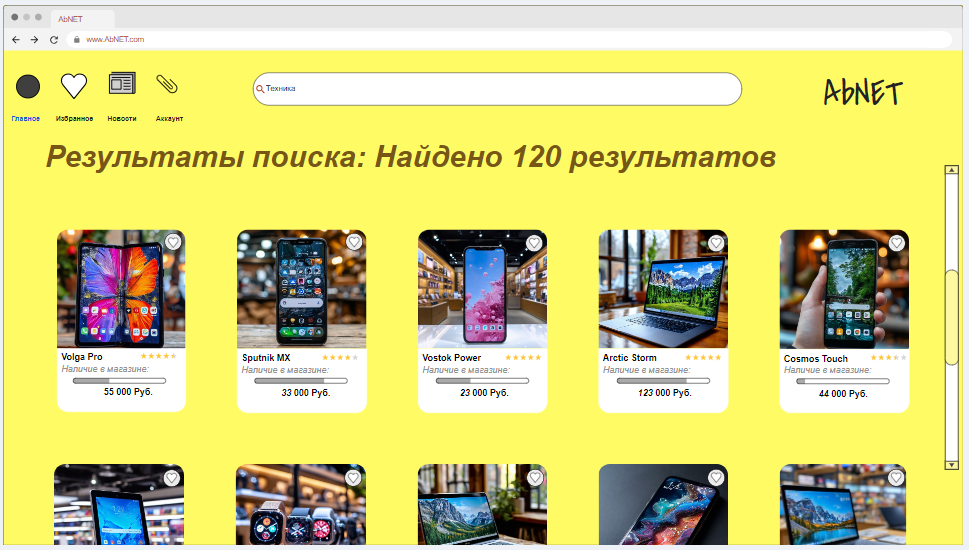 AbNET
www.AbNET.com
Техника
AbNET
Главное
Избранное
Новости
Аккаунт
Результаты поиска: Найдено 120 результатов
Volga Pro
Наличие в магазине:
55 000 Руб.
Sputnik MX
Наличие в магазине:
33 000 Руб.
Vostok Power
Наличие в магазине:
23 000 Руб.
Arctic Storm
Наличие в магазине:
123 000 Руб.
Cosmos Touch
Наличие в магазине:
44 000 Руб.